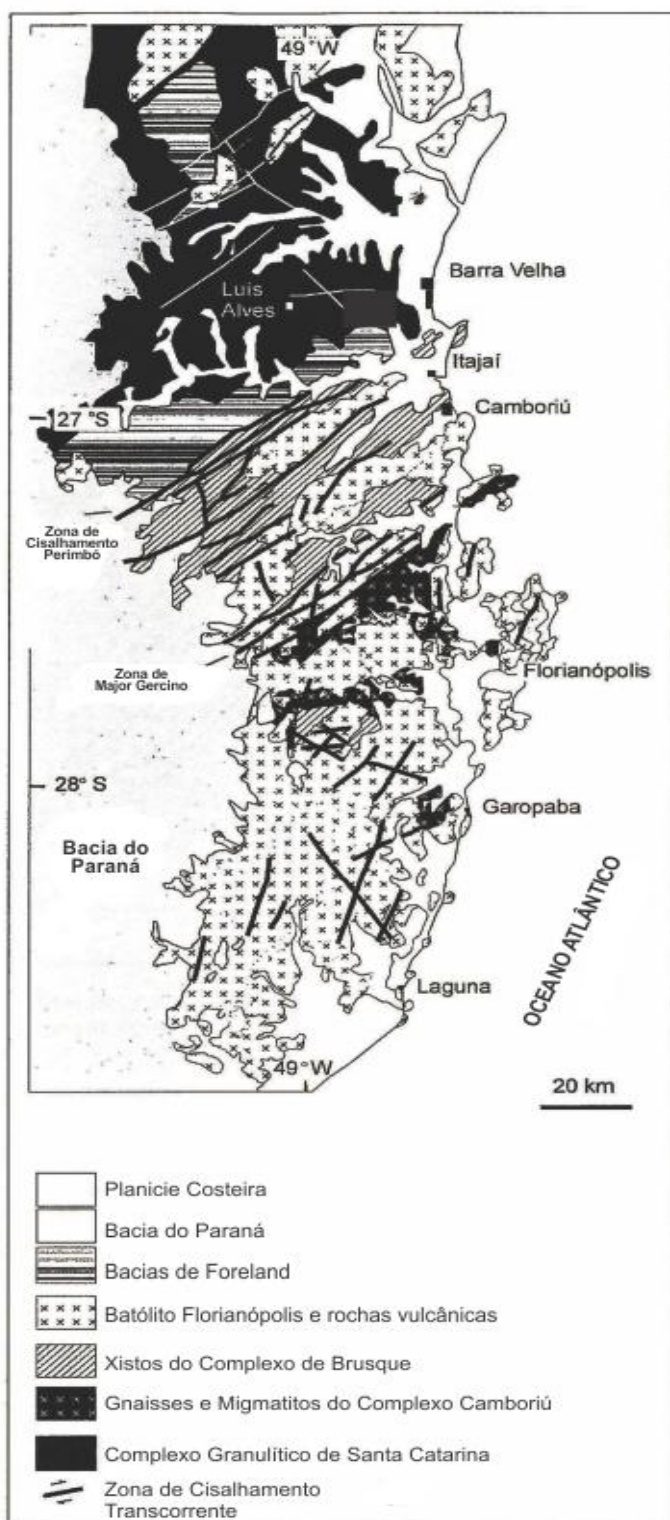 49°W
Barra Velha
Luis
Alves
Itajaí
Camboriú
27°S
Zona de
Cisalhamento
Perimbó
Florianópolis
Zona de
Major Gercino
28° S
Garopaba
Bacia do
Paraná
OCEANO ATLÂNTICO
Laguna
49° W
20 km
Planicie Costeira
Bacia do Paraná
Bacias de Foreland
Batólito Florianópolis e rochas vulcânicas
Xistos do Complexo de Brusque
Gnaisses e Migmatitos do Complexo Camboriú
Complexo Granulítico de Santa Catarina
Zona de Cisalhamento
Transcorrente